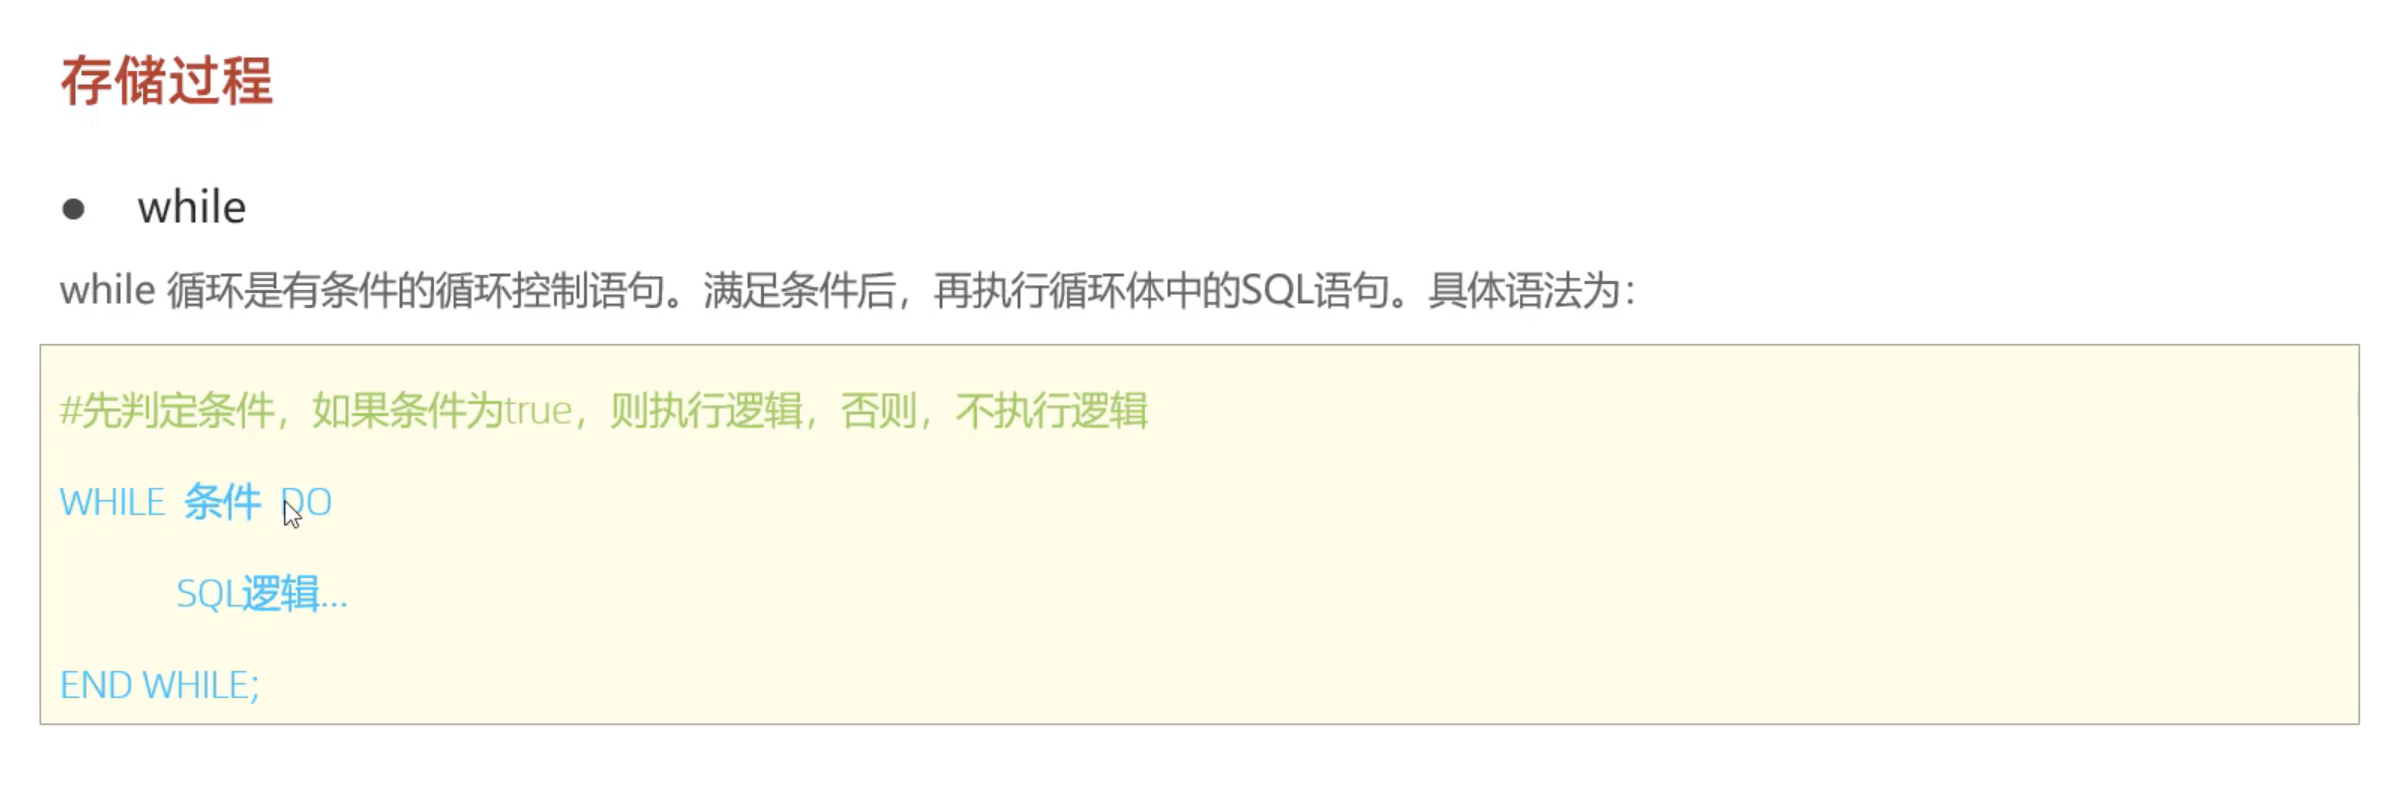 存储过程
● while
while 循环是有条件的循环控制语句。满足条件后，再执行循环体中的SQL语句。具体语法为：
#先判定条件，如果条件为true，则执行逻辑，否则，不执行逻辑
WHILE 条件 DO
SQL逻辑...
END WHILE;